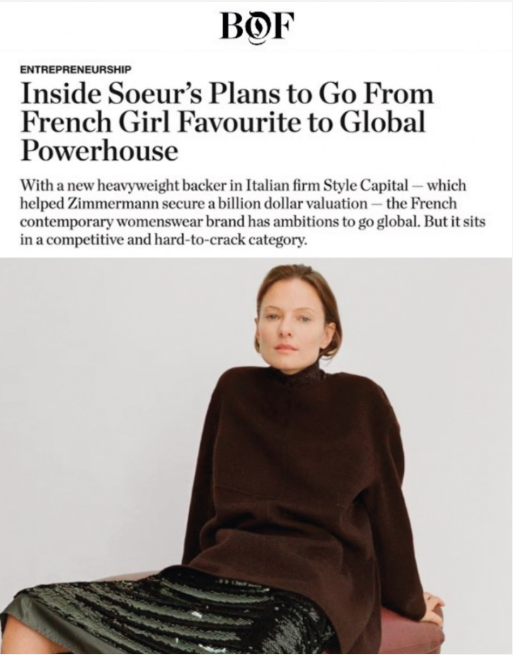 BOF
ENTREPRENEURSHIP
Inside Soeur’s Plans to Go From
French Girl Favourite to Global
Powerhouse
With a new heavyweight backer in Italian firm Style Capital — which
helped Zimmermann secure a billion dollar valuation — the French
contemporary womenswear brand has ambitions to go global. But it sits
in a competitive and hard-to-crack category.